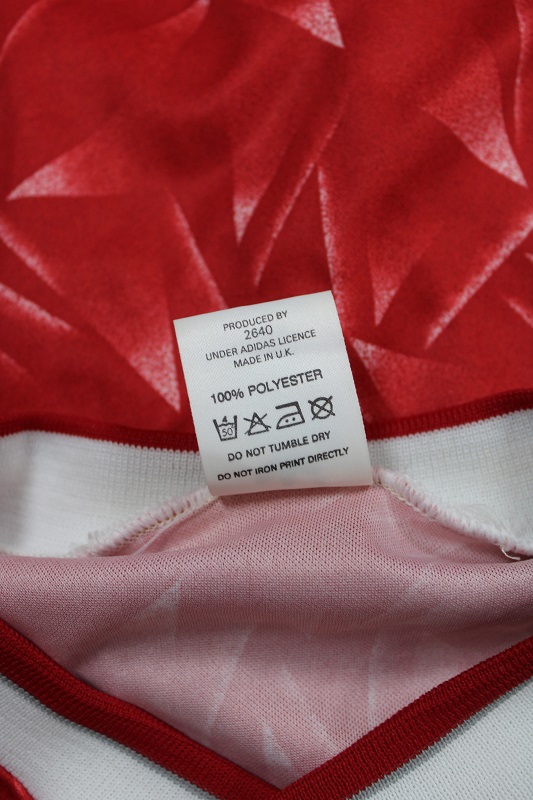 PRODUCED BY
2640
UNDER ADIDAS LICENCE
MADE IN U.K.
100% POLYESTER
50
DO NOT TUMBLE DRY
DO NOT IRON PRINT DIRECTLY